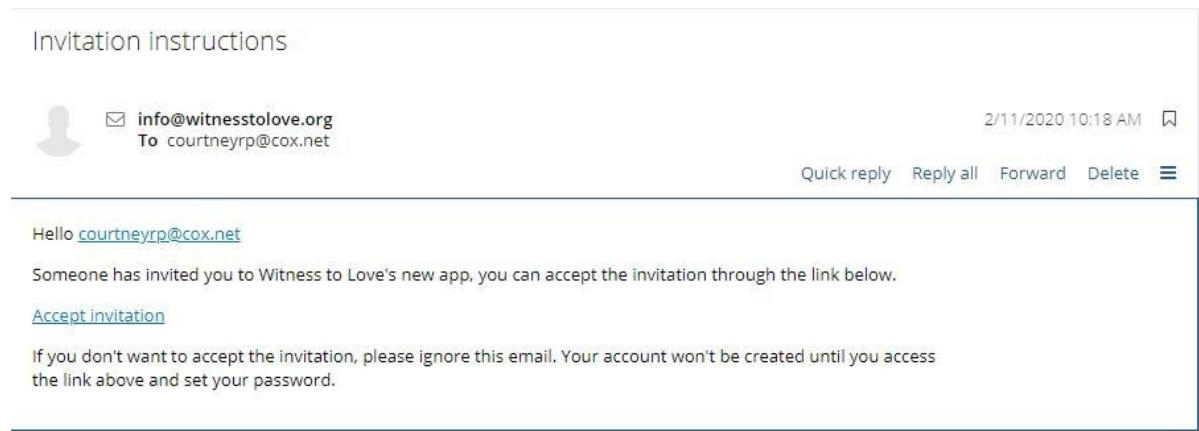 Invitation instructions
info@witnesstolove.org
2/11/2020 10:18 AM
To courtneyrp@cox.net
Quick reply Reply all Forward Delete
Hello courtneyrp@cox.net
Someone has invited you to Witness to Love's new app, you can accept the invitation through the link below.
Accept invitation
If you don't want to accept the invitation, please ignore this email. Your account won't be created until you access
the link above and set your password.